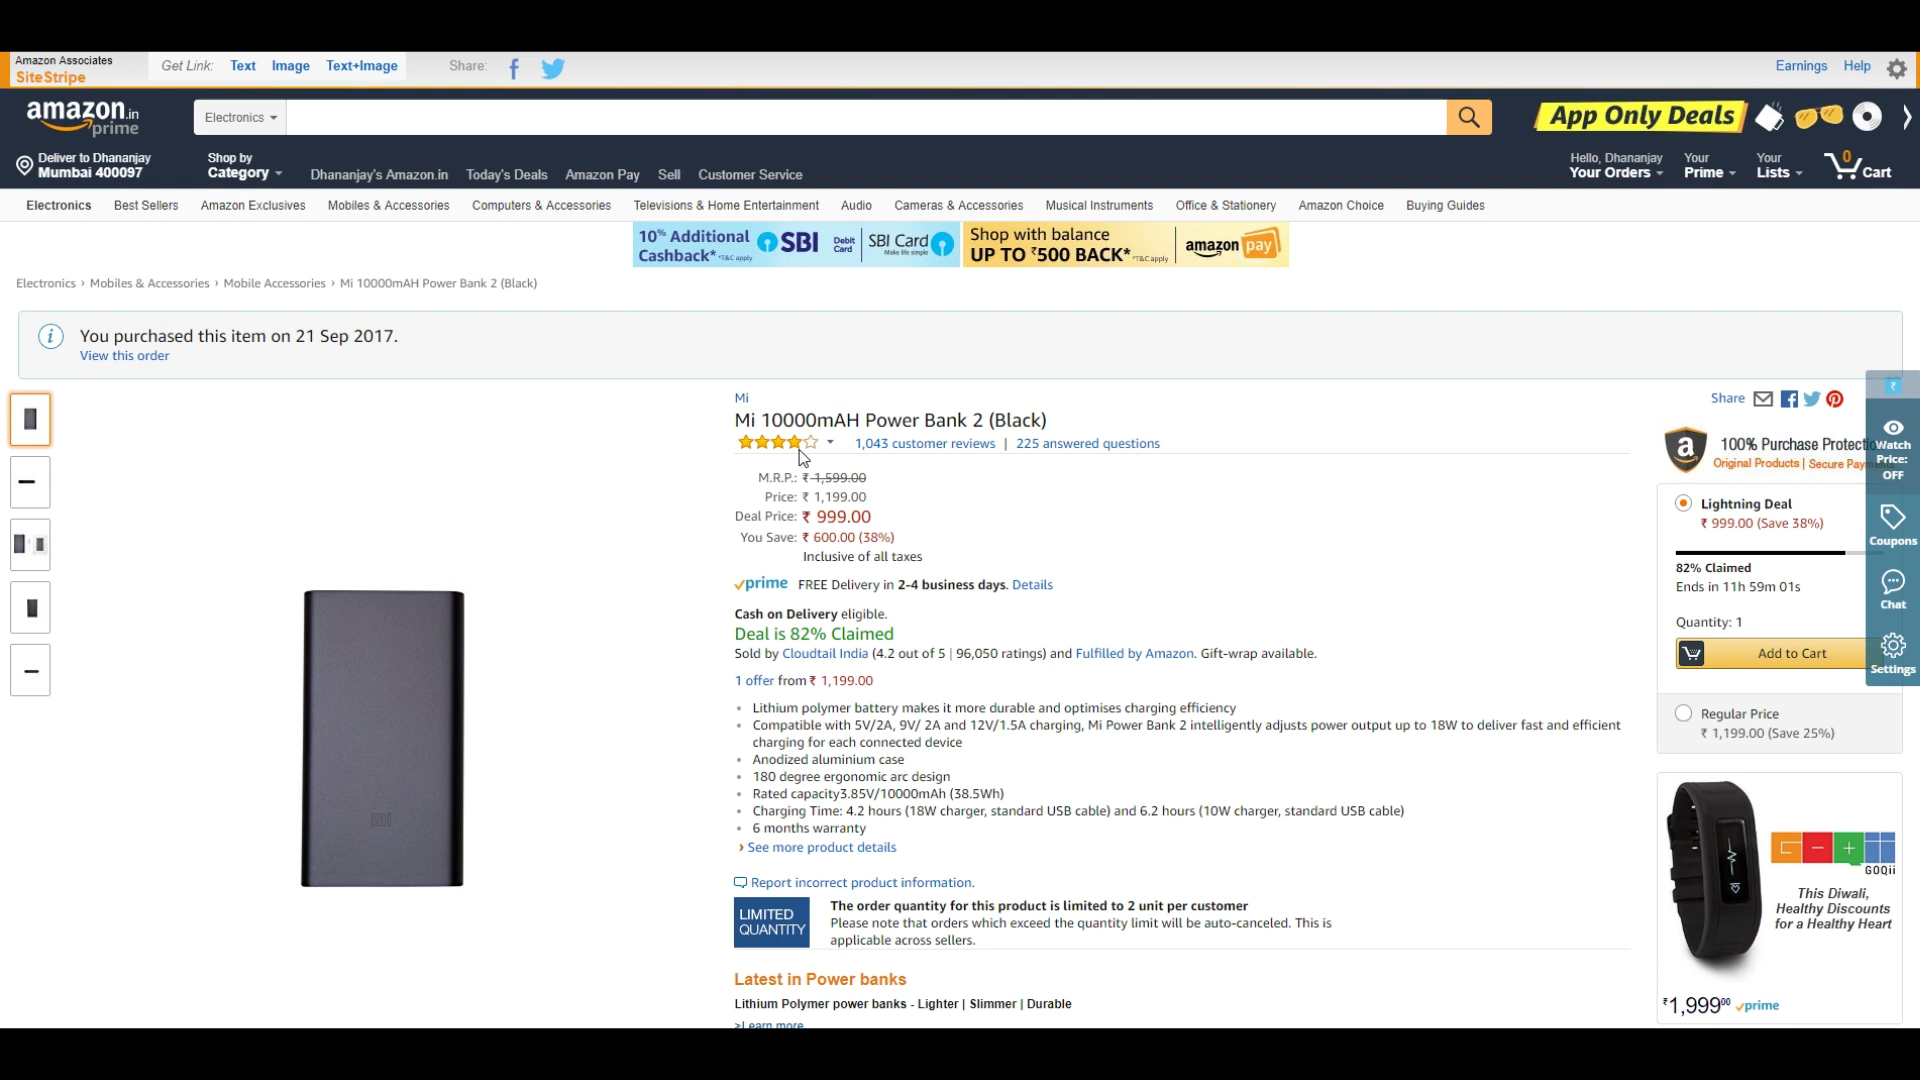 Amazon Associates
SiteStripe
Get Link: Text Image Text+Image Share:
Earnings Help
amazon.in
prime
Electronics
App Only Deals
Deliver to Dhananjay
Mumbai 400097
Shop by
Category
Dhananjay's Amazon.in Today's Deals Amazon Pay Sell Customer Service
Hello, Dhananjay
Your Orders
Your
Prime
Your
Lists
0
Cart
Electronics Best Sellers Amazon Exclusives Mobiles & Accessories Computers & Accessories Televisions & Home Entertainment Audio Cameras & Accessories Musical Instruments Office & Stationery Amazon Choice Buying Guides
10% Additional
Cashback* *T&C apply
SBI
Debit
Card
SBI Card
Make life simple
Shop with balance
UP TO ₹500 BACK* *T&C apply
amazon pay
Electronics › Mobiles & Accessories › Mobile Accessories › Mi 10000mAH Power Bank 2 (Black)
You purchased this item on 21 Sep 2017.
View this order
Mi
Mi 10000mAH Power Bank 2 (Black)
1,043 customer reviews | 225 answered questions
M.R.P.: ₹ 1,599.00
Price: ₹ 1,199.00
Deal Price: ₹ 999.00
You Save: ₹ 600.00 (38%)
Inclusive of all taxes
prime FREE Delivery in 2-4 business days. Details
Cash on Delivery eligible.
Deal is 82% Claimed
Sold by Cloudtail India (4.2 out of 5 | 96,050 ratings) and Fulfilled by Amazon. Gift-wrap available.
1 offer from ₹ 1,199.00
Lithium polymer battery makes it more durable and optimises charging efficiency
Compatible with 5V/2A, 9V/ 2A and 12V/1.5A charging, Mi Power Bank 2 intelligently adjusts power output up to 18W to deliver fast and efficient
charging for each connected device
Anodized aluminium case
180 degree ergonomic arc design
Rated capacity3.85V/10000mAh (38.5Wh)
Charging Time: 4.2 hours (18W charger, standard USB cable) and 6.2 hours (10W charger, standard USB cable)
6 months warranty
› See more product details
Report incorrect product information.
LIMITED
QUANTITY
The order quantity for this product is limited to 2 unit per customer
Please note that orders which exceed the quantity limit will be auto-canceled. This is
applicable across sellers.
Latest in Power banks
Lithium Polymer power banks - Lighter | Slimmer | Durable
>Learn more
MI
Share
a
100% Purchase Protectio
Original Products | Secure Paym
Lightning Deal
₹ 999.00 (Save 38%)
82% Claimed
Ends in 11h 59m 01s
Quantity: 1
Add to Cart
Regular Price
₹ 1,199.00 (Save 25%)
₹
Watch
Price:
OFF
Coupons
Chat
Settings
GOQii
This Diwali,
Healthy Discounts
for a Healthy Heart
₹1,999.00 prime